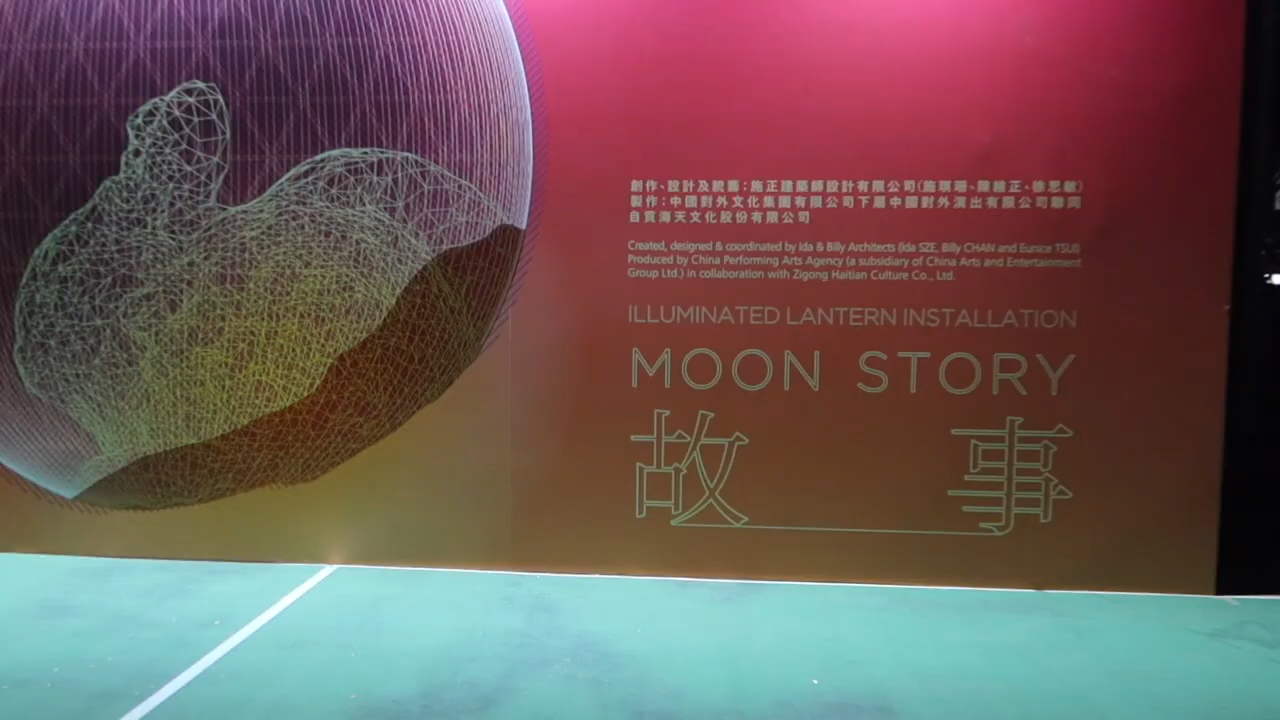 創作、設計及統籌：施正建築師設計有限公司（施琪珊、陳維正、徐思敏）
製作：中國對外文化集團有限公司下屬中國對外演出有限公司聯同
自貢海天文化股份有限公司
Created, designed & coordinated by Ida & Billy Architects (Ida SZE, Billy CHAN and Eunice TSUI)
Produced by China Performing Arts Agency (a subsidiary of China Arts and Entertainment
Group Ltd.) in collaboration with Zigong Haitian Culture Co., Ltd.
ILLUMINATED LANTERN INSTALLATION
MOON STORY
故事